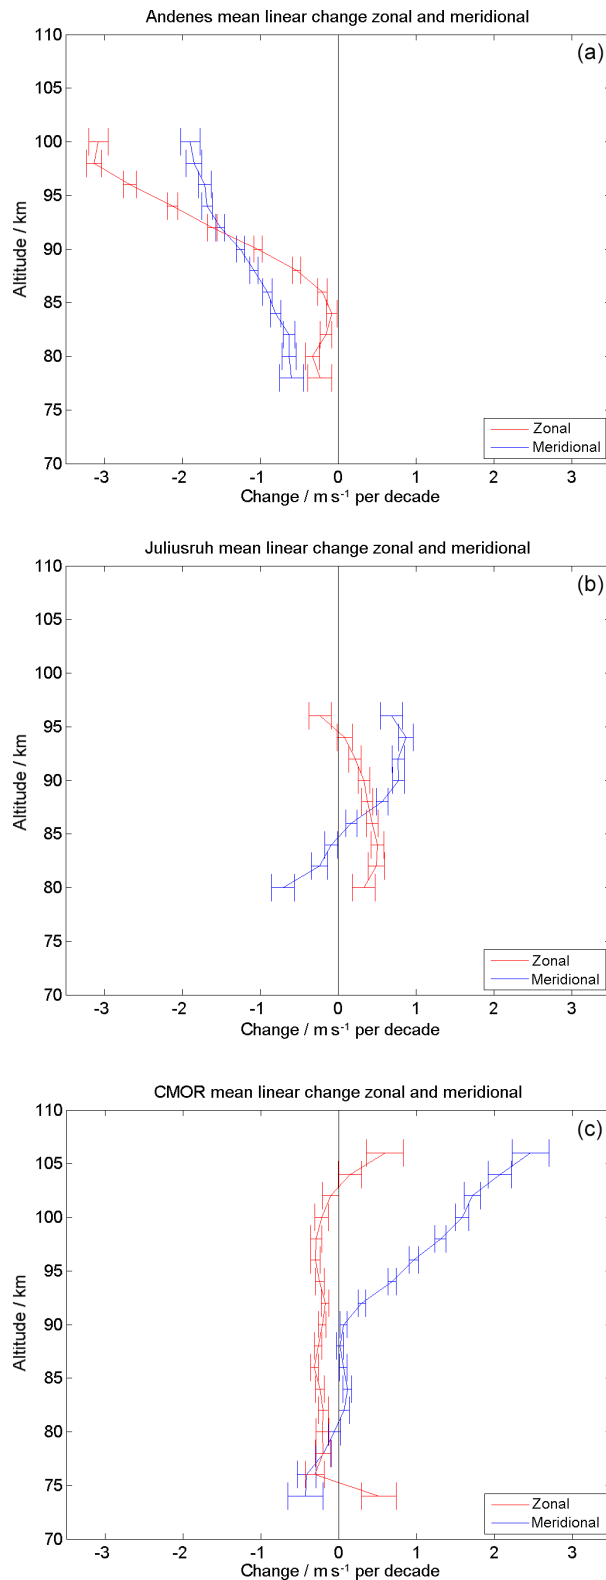 Andenes mean linear change zonal and meridional
(a)
110
105
100
95
90
85
80
75
70
Altitude / km
Zonal
Meridional
-3 -2 -1 0 1 2 3
Change / m s⁻¹ per decade
Juliusruh mean linear change zonal and meridional
(b)
110
105
100
95
90
85
80
75
70
Altitude / km
Zonal
Meridional
-3 -2 -1 0 1 2 3
Change / m s⁻¹ per decade
CMOR mean linear change zonal and meridional
(c)
110
105
100
95
90
85
80
75
70
Altitude / km
Zonal
Meridional
-3 -2 -1 0 1 2 3
Change / m s⁻¹ per decade